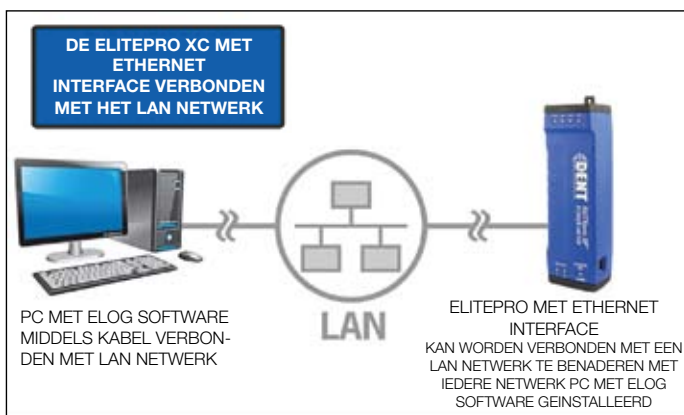 DE ELITEPRO XC MET
ETHERNET
INTERFACE VERBONDEN
MET HET LAN NETWERK
PC MET ELOG SOFTWARE
MIDDELS KABEL VERBON-
DEN MET LAN NETWERK
LAN
DENT
ELITEPRO MET ETHERNET
INTERFACE
KAN WORDEN VERBONDEN MET EEN
LAN NETWERK TE BENADEREN MET
IEDERE NETWERK PC MET ELOG
SOFTWARE GEINSTALLEERD